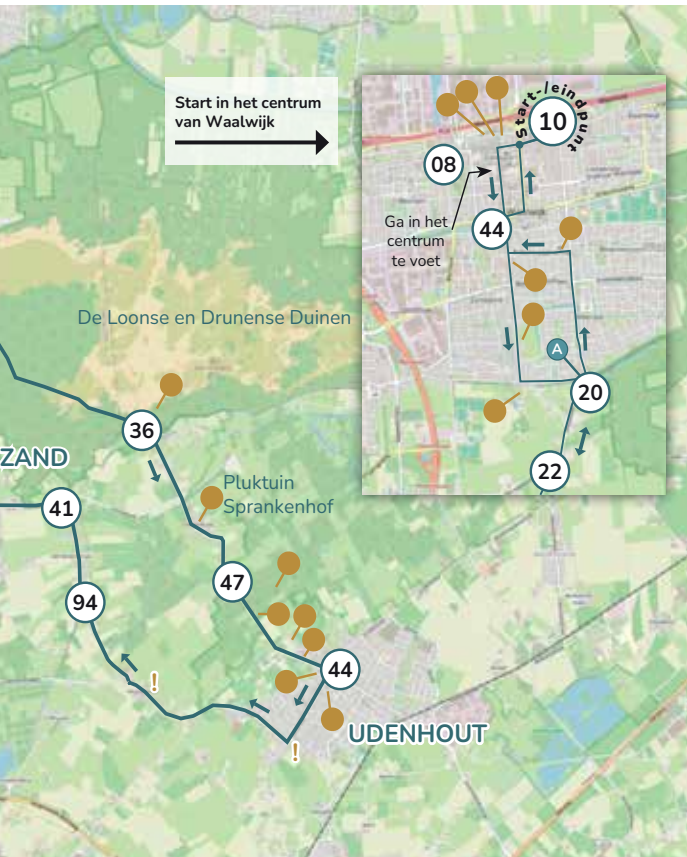 Start in het centrum
van Waalwijk
Start-/eindpunt
10
08
44
Ga in het
centrum
te voet
A
20
22
De Loonse en Drunense Duinen
36
ZAND
41
Pluktuin
Sprankenhof
47
94
!
44
UDENHOUT
!